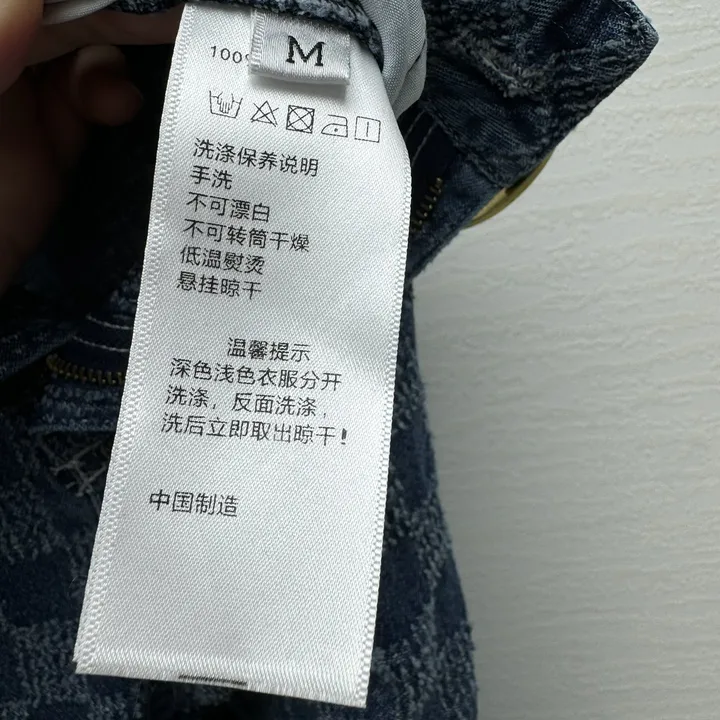 M
100%
洗涤保养说明
手洗
不可漂白
不可转筒干燥
低温熨烫
悬挂晾干
温馨提示
深色浅色衣服分开
洗涤，反面洗涤，
洗后立即取出晾干！
中国制造